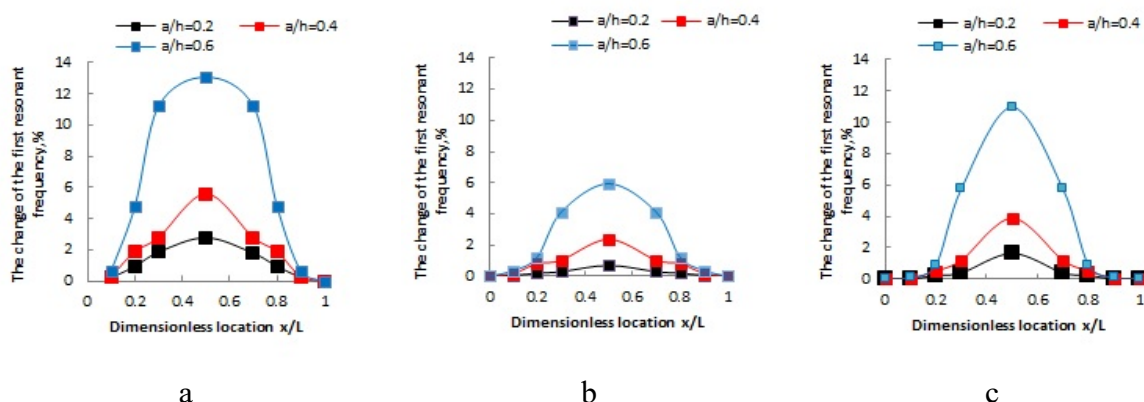 a/h=0.2 a/h=0.4
a/h=0.6
The change of the first resonant
frequency,%
14
12
10
8
6
4
2
0
0 0.2 0.4 0.6 0.8 1
Dimensionless location x/L
a
a/h=0.2 a/h=0.4
a/h=0.6
The change of the first resonant
frequency,%
14
12
10
8
6
4
2
0
0 0.2 0.4 0.6 0.8 1
Dimensionless location x/L
b
a/h=0.2 a/h=0.4
a/h=0.6
The change of the first resonant
frequency,%
14
12
10
8
6
4
2
0
0 0.2 0.4 0.6 0.8 1
Dimensionless location x/L
c